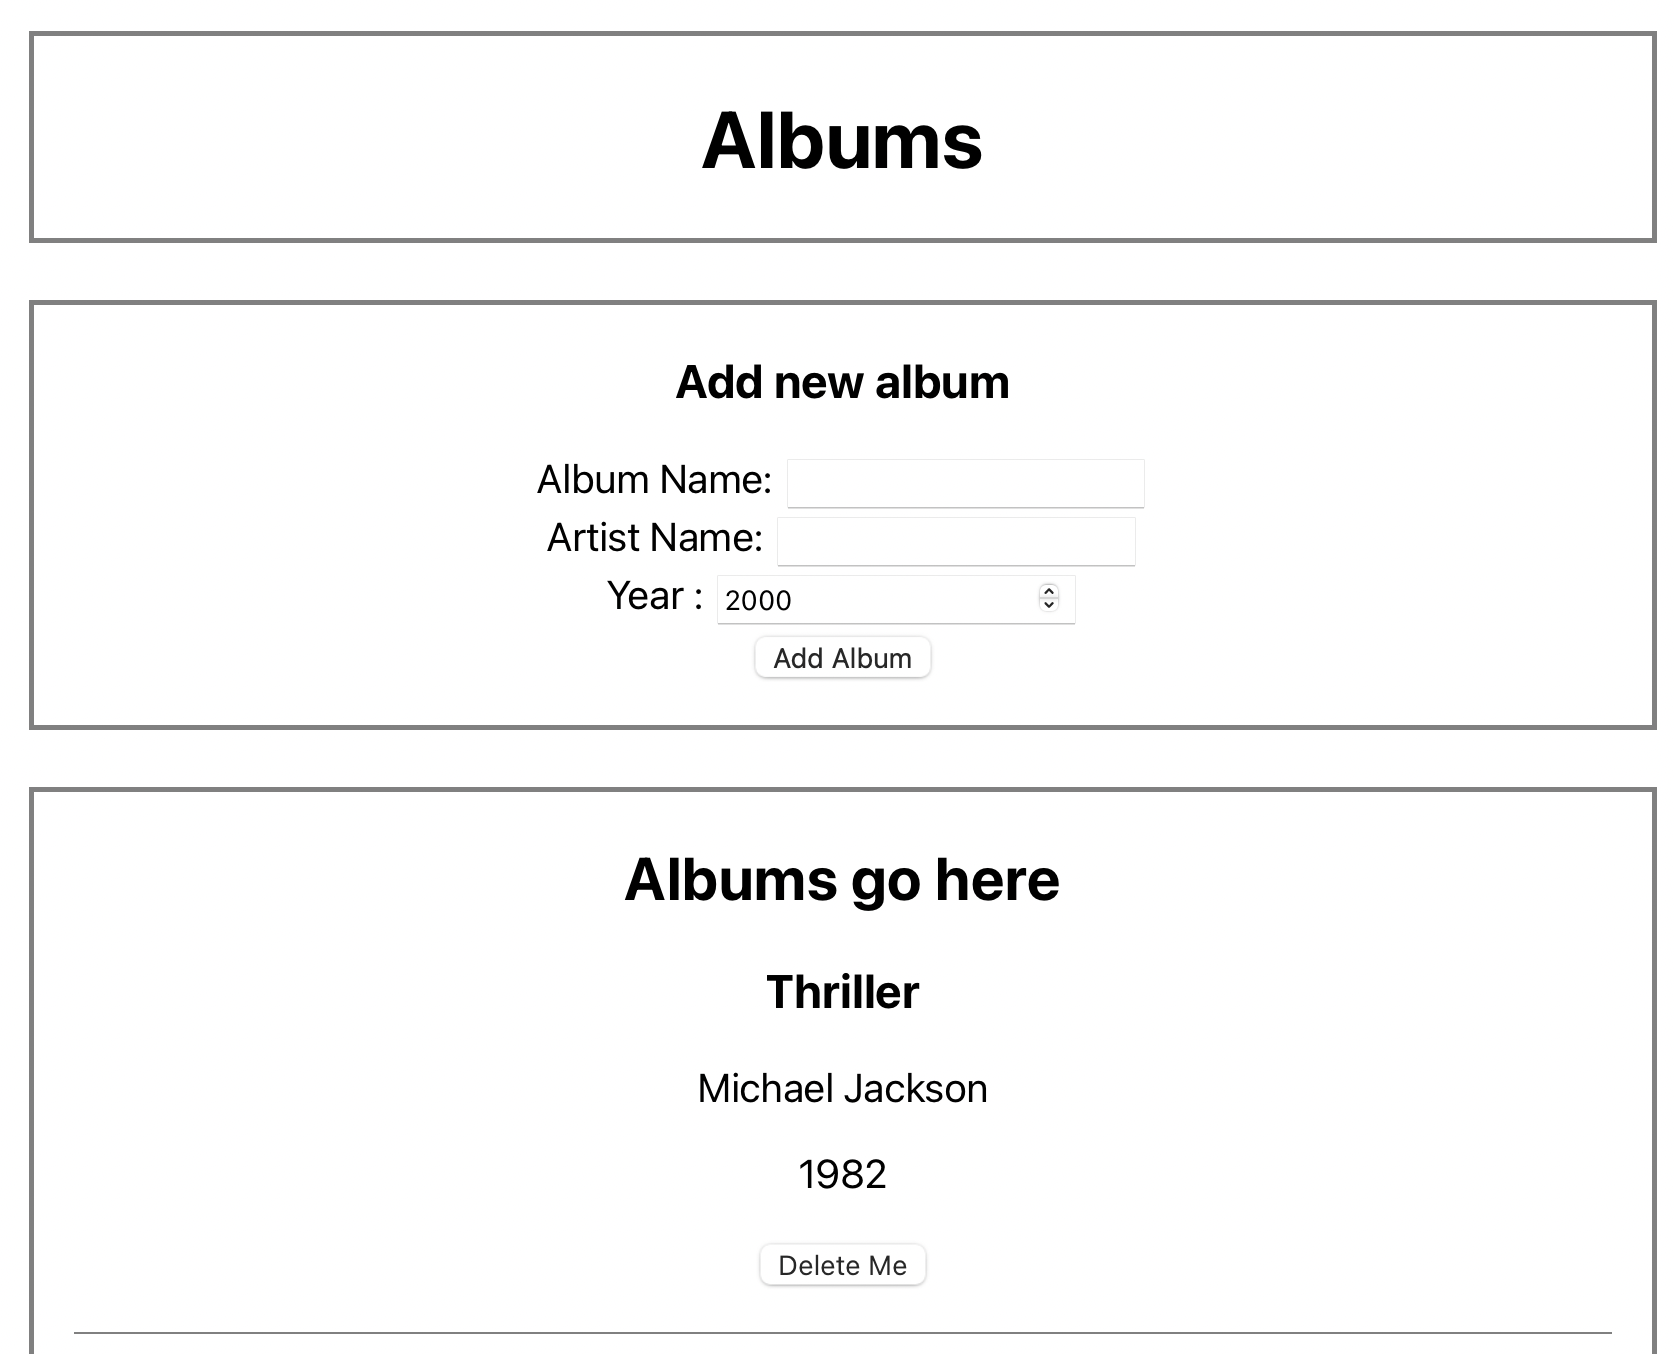 Albums
Add new album
Album Name:
Artist Name:
Year : 2000
Add Album
Albums go here
Thriller
Michael Jackson
1982
Delete Me